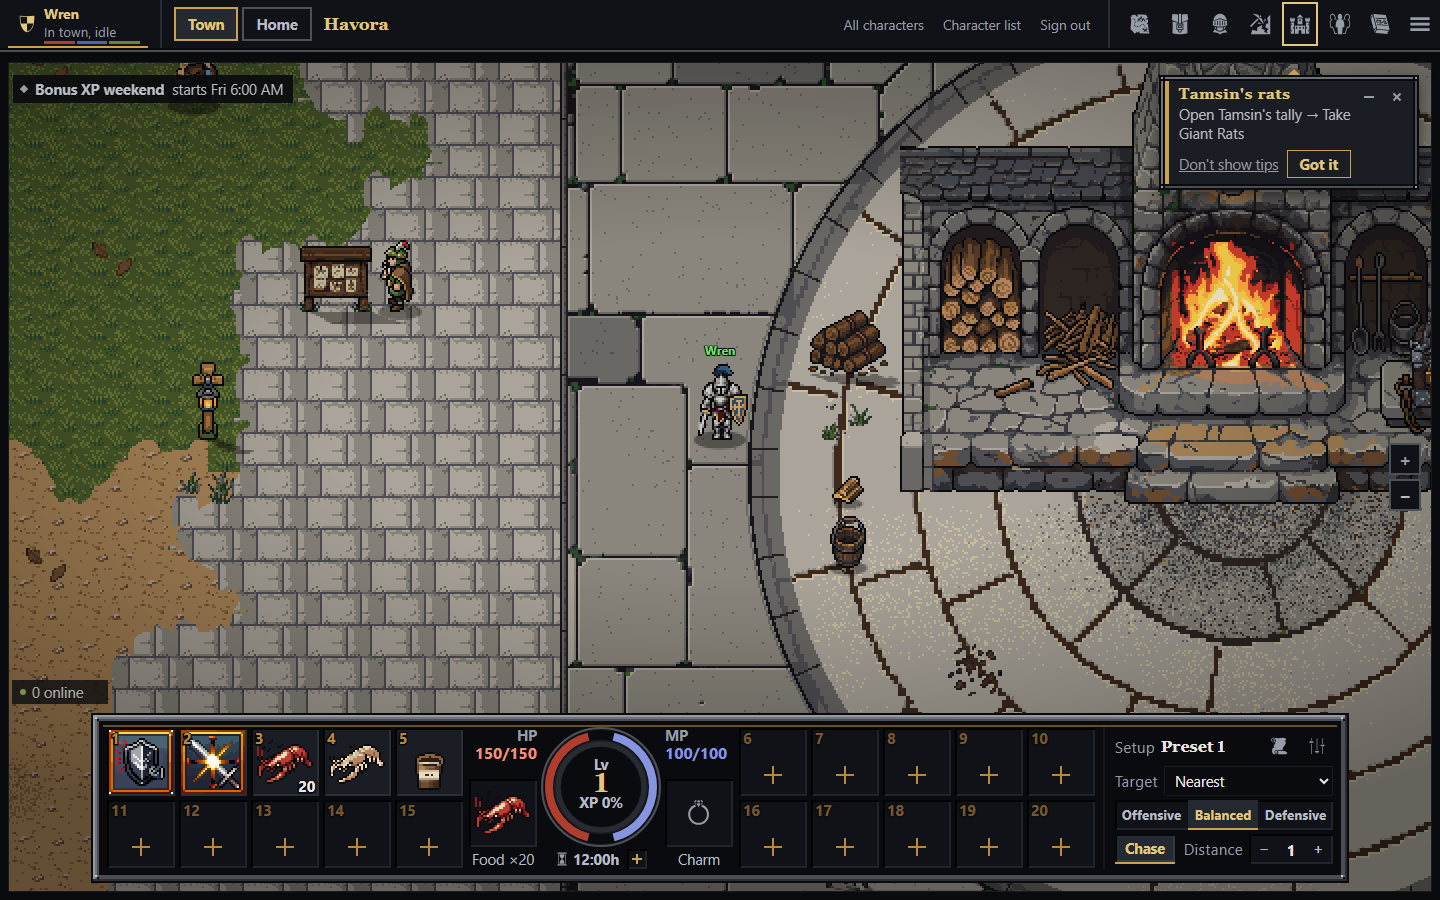 Wren
In town, idle
Town
Home
Havora
All characters
Character list
Sign out
Bonus XP weekend starts Fri 6:00 AM
Tamsin's rats
Open Tamsin's tally → Take
Giant Rats
Don't show tips
Got it
Wren
+
−
0 online
1
2
3
20
4
5
HP
150/150
Lv
1
XP 0%
MP
100/100
6
7
8
9
10
11
12
13
14
15
Food ×20
12:00h +
Charm
16
17
18
19
20
Setup Preset 1
Target Nearest
Offensive Balanced Defensive
Chase Distance − 1 +